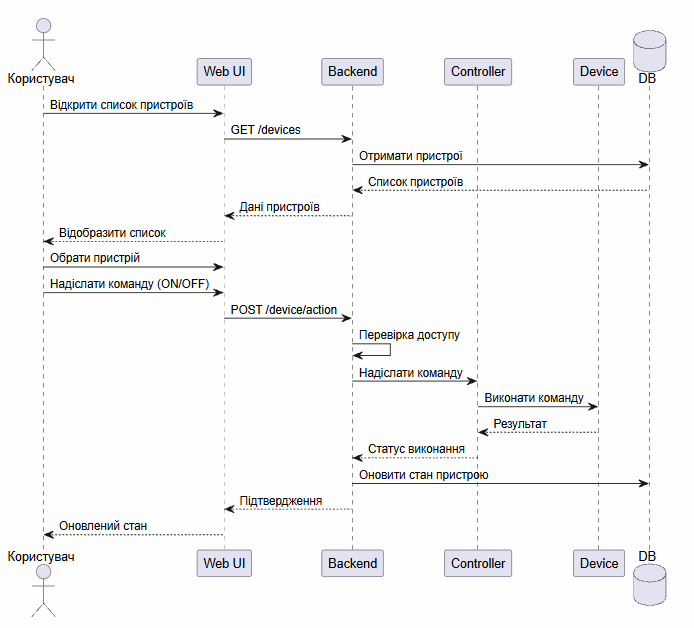 Користувач
Web UI
Backend
Controller
Device
DB
Відкрити список пристроїв
GET /devices
Отримати пристрої
Список пристроїв
Дані пристроїв
Відобразити список
Обрати пристрій
Надіслати команду (ON/OFF)
POST /device/action
Перевірка доступу
Надіслати команду
Виконати команду
Результат
Статус виконання
Оновити стан пристрою
Підтвердження
Оновлений стан
Користувач
Web UI
Backend
Controller
Device
DB